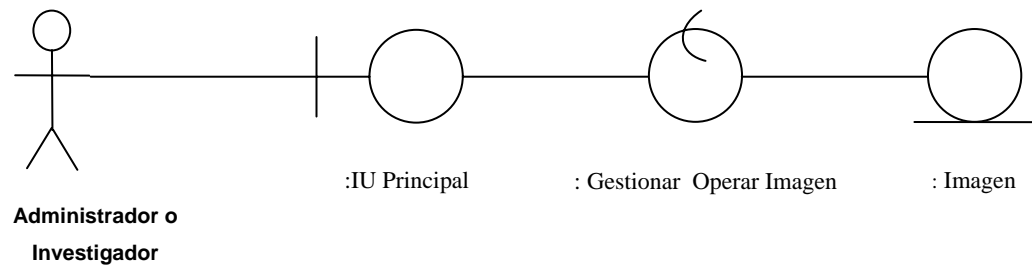 :IU Principal
: Gestionar Operar Imagen
: Imagen
Administrador o
Investigador